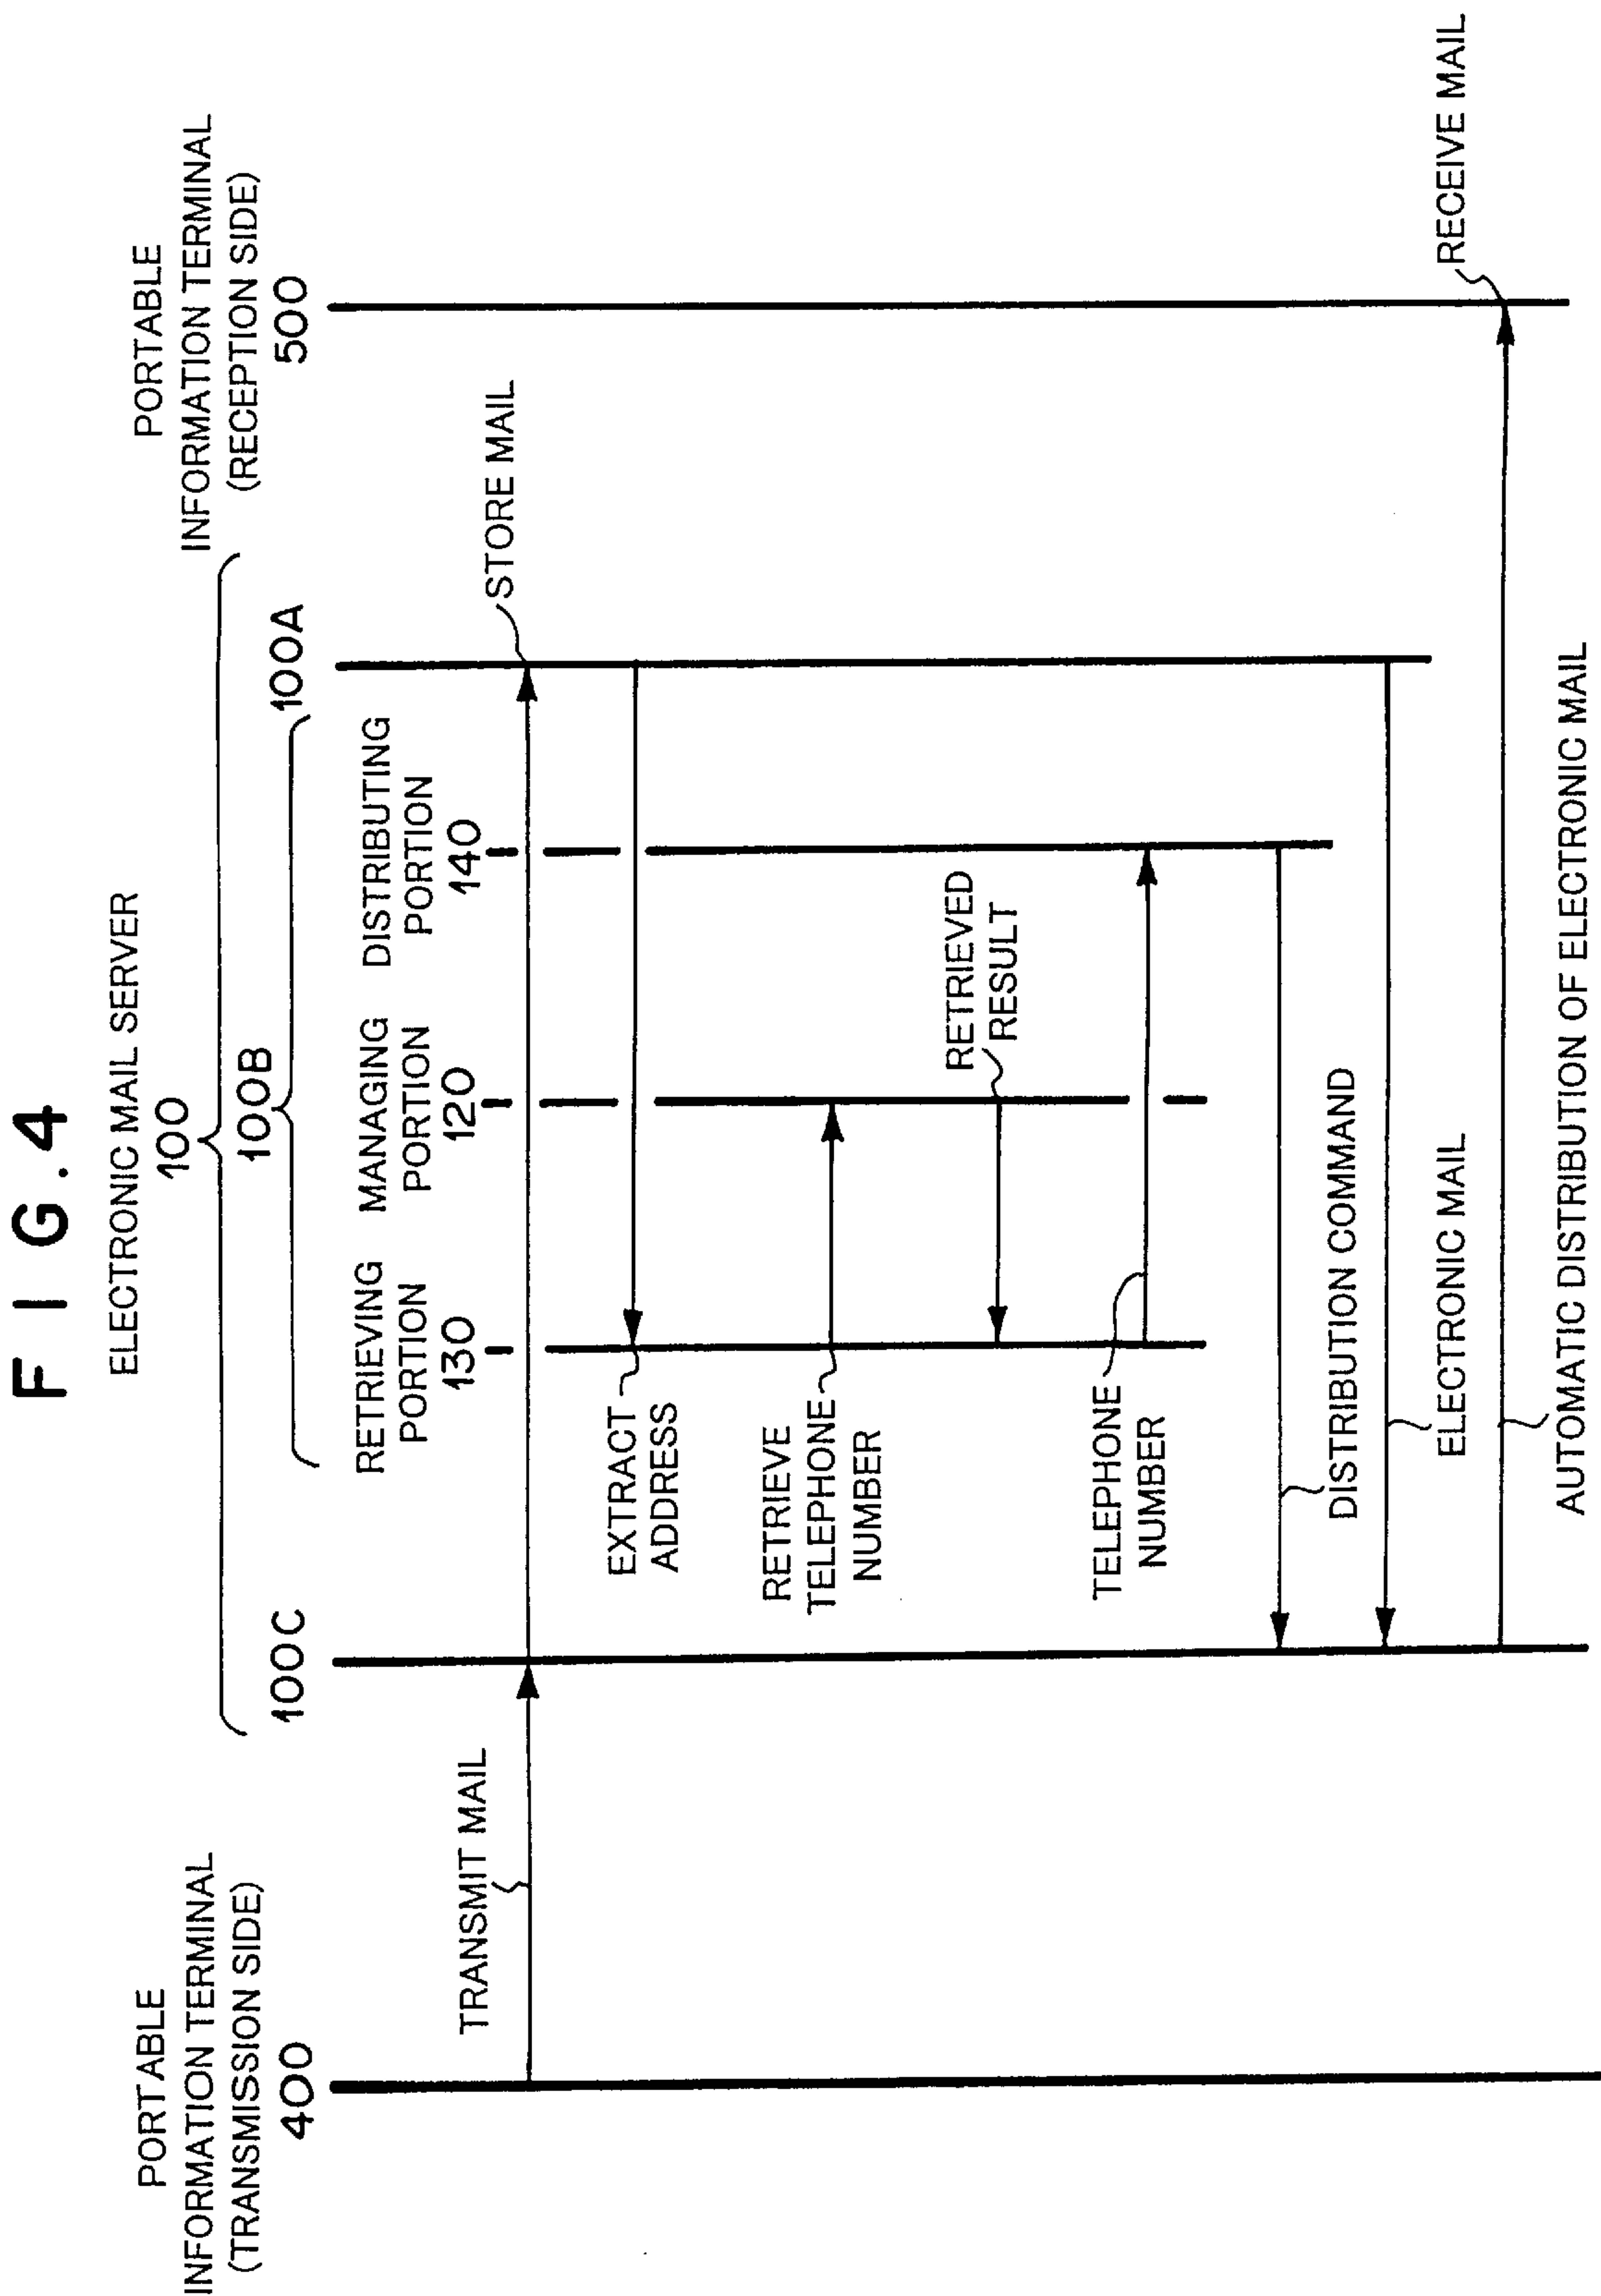 FIG.4
ELECTRONIC MAIL SERVER
100
PORTABLE
INFORMATION TERMINAL
(TRANSMISSION SIDE)
400
100C
100B
RETRIEVING
PORTION
130
MANAGING
PORTION
120
DISTRIBUTING
PORTION
140
100A
PORTABLE
INFORMATION TERMINAL
(RECEPTION SIDE)
500
TRANSMIT MAIL
STORE MAIL
EXTRACT
ADDRESS
RETRIEVE
TELEPHONE
NUMBER
RETRIEVED
RESULT
TELEPHONE
NUMBER
DISTRIBUTION COMMAND
ELECTRONIC MAIL
RECEIVE MAIL
AUTOMATIC DISTRIBUTION OF ELECTRONIC MAIL